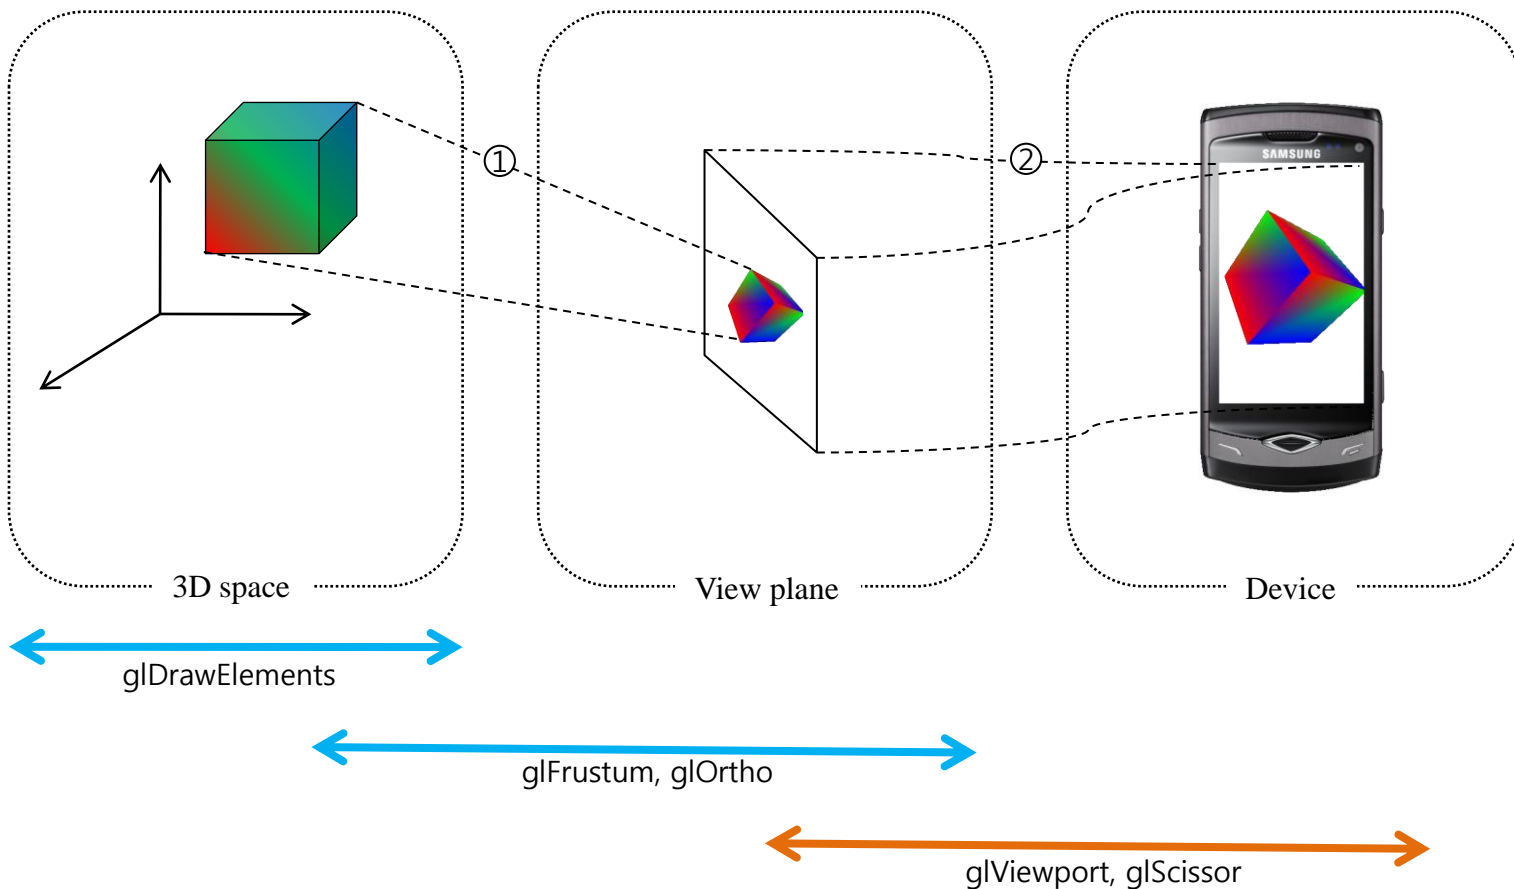 ①
②
SAMSUNG
3D space
View plane
Device
glDrawElements
glFrustum, glOrtho
glViewport, glScissor